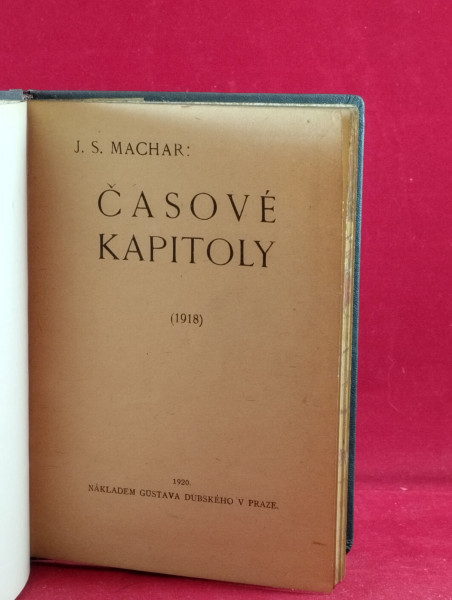 J. S. MACHAR:
ČASOVÉ
KAPITOLY
(1918)
1920.
NÁKLADEM GUSTAVA DUBSKÉHO V PRAZE.